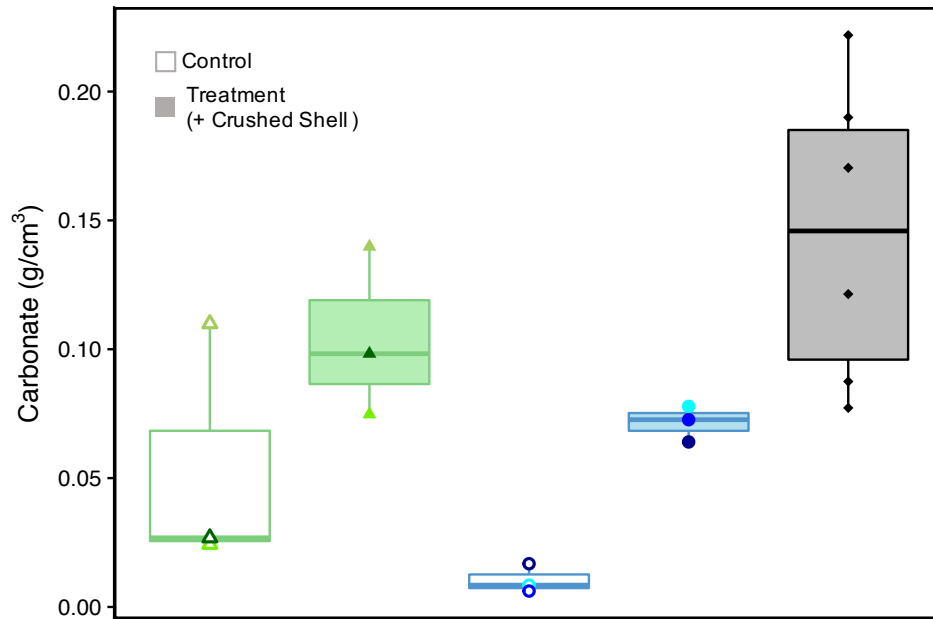 Control
Treatment
(+ Crushed Shell)
Carbonate (g/cm³)
0.20
0.15
0.10
0.05
0.00